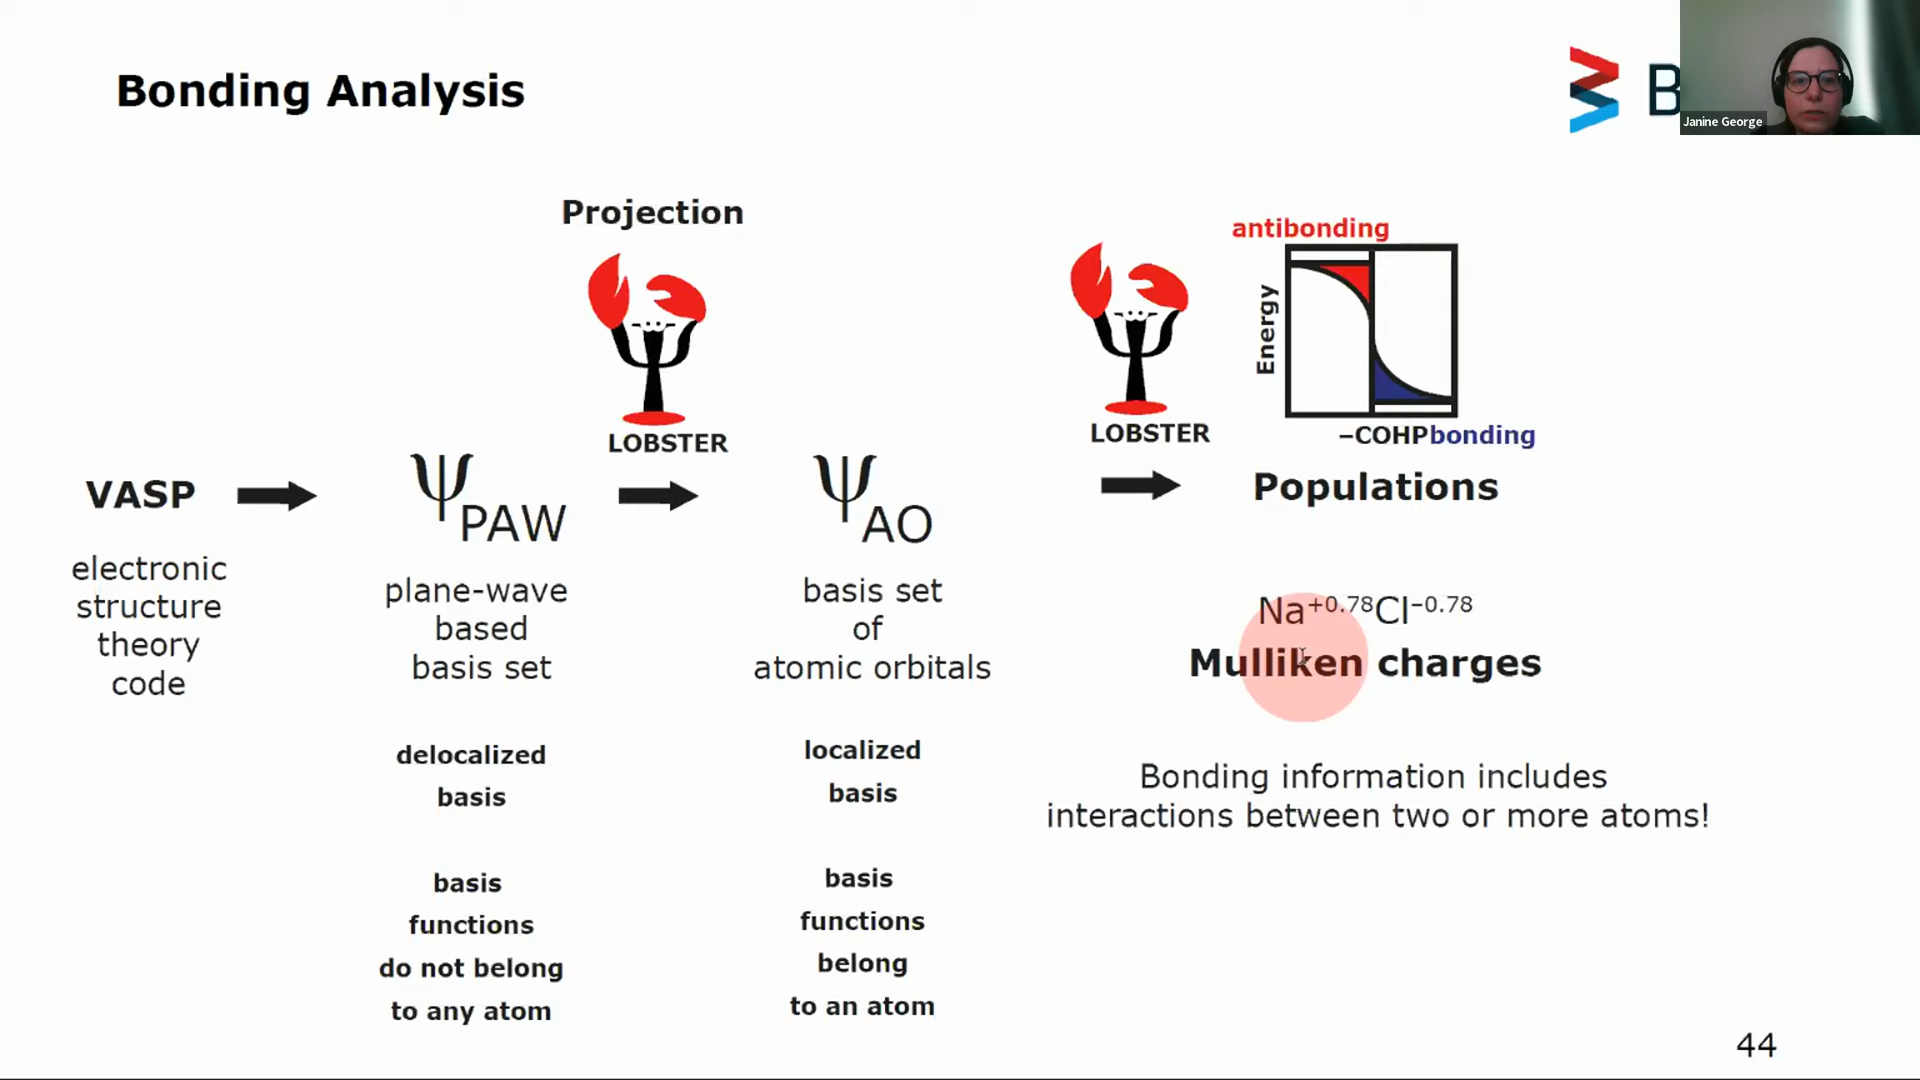 Bonding Analysis
B
Janine George
Projection
LOBSTER
LOBSTER
antibonding
Energy
–COHPbonding
VASP
ΨPAW
ΨAO
Populations
electronic
structure
theory
code
plane-wave
based
basis set
basis set
of
atomic orbitals
Na⁺⁰·⁷⁸Cl⁻⁰·⁷⁸
Mulliken charges
delocalized
basis
localized
basis
Bonding information includes
interactions between two or more atoms!
basis
functions
do not belong
to any atom
basis
functions
belong
to an atom
44